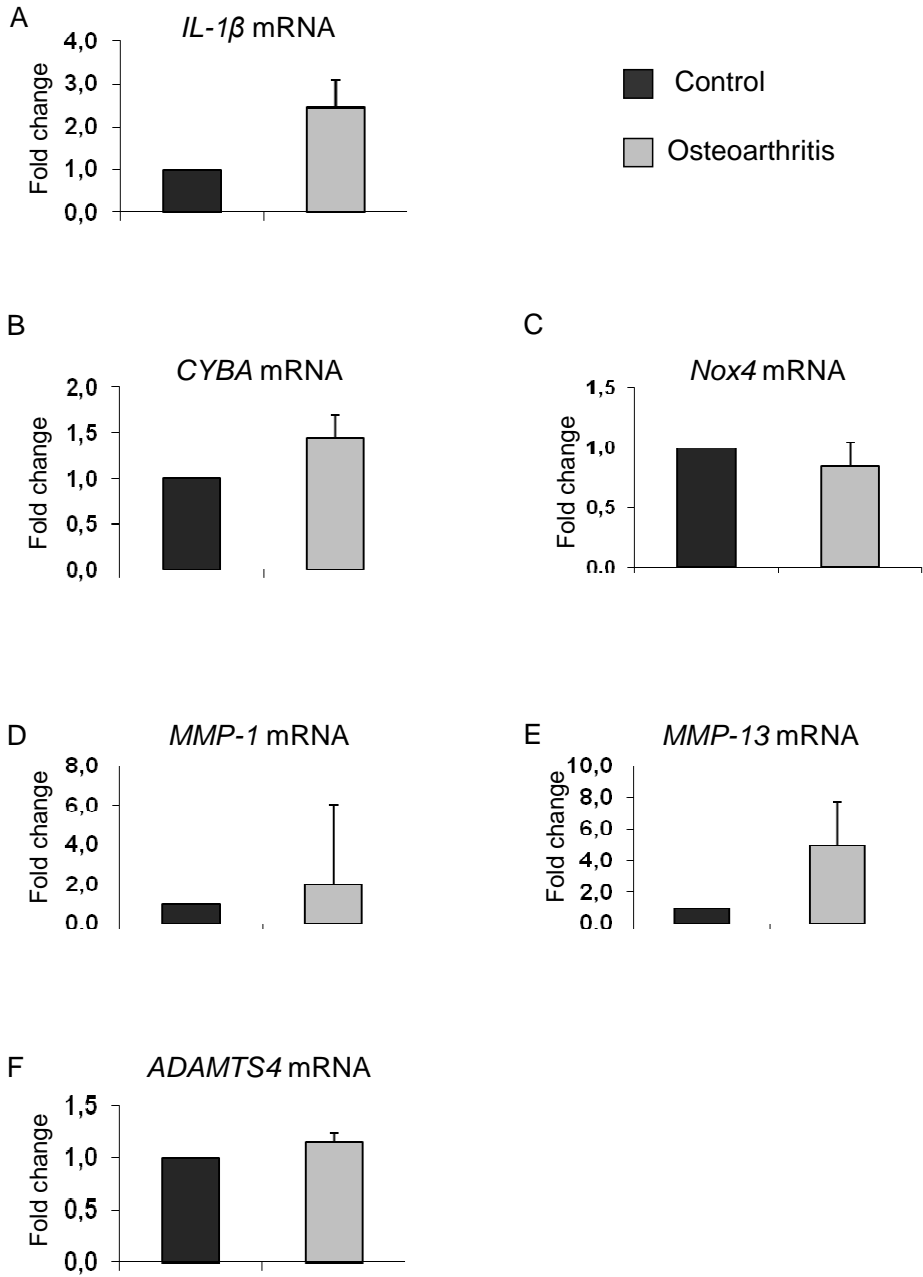 A
IL-1β mRNA
4,0
3,0
2,0
1,0
0,0
Fold change
Control
Osteoarthritis
B
CYBA mRNA
2,0
1,5
1,0
0,5
0,0
Fold change
C
Nox4 mRNA
1,5
1,0
0,5
0,0
Fold change
D
MMP-1 mRNA
8,0
6,0
4,0
2,0
0,0
Fold change
E
MMP-13 mRNA
10,0
8,0
6,0
4,0
2,0
0,0
Fold change
F
ADAMTS4 mRNA
1,5
1,0
0,5
0,0
Fold change